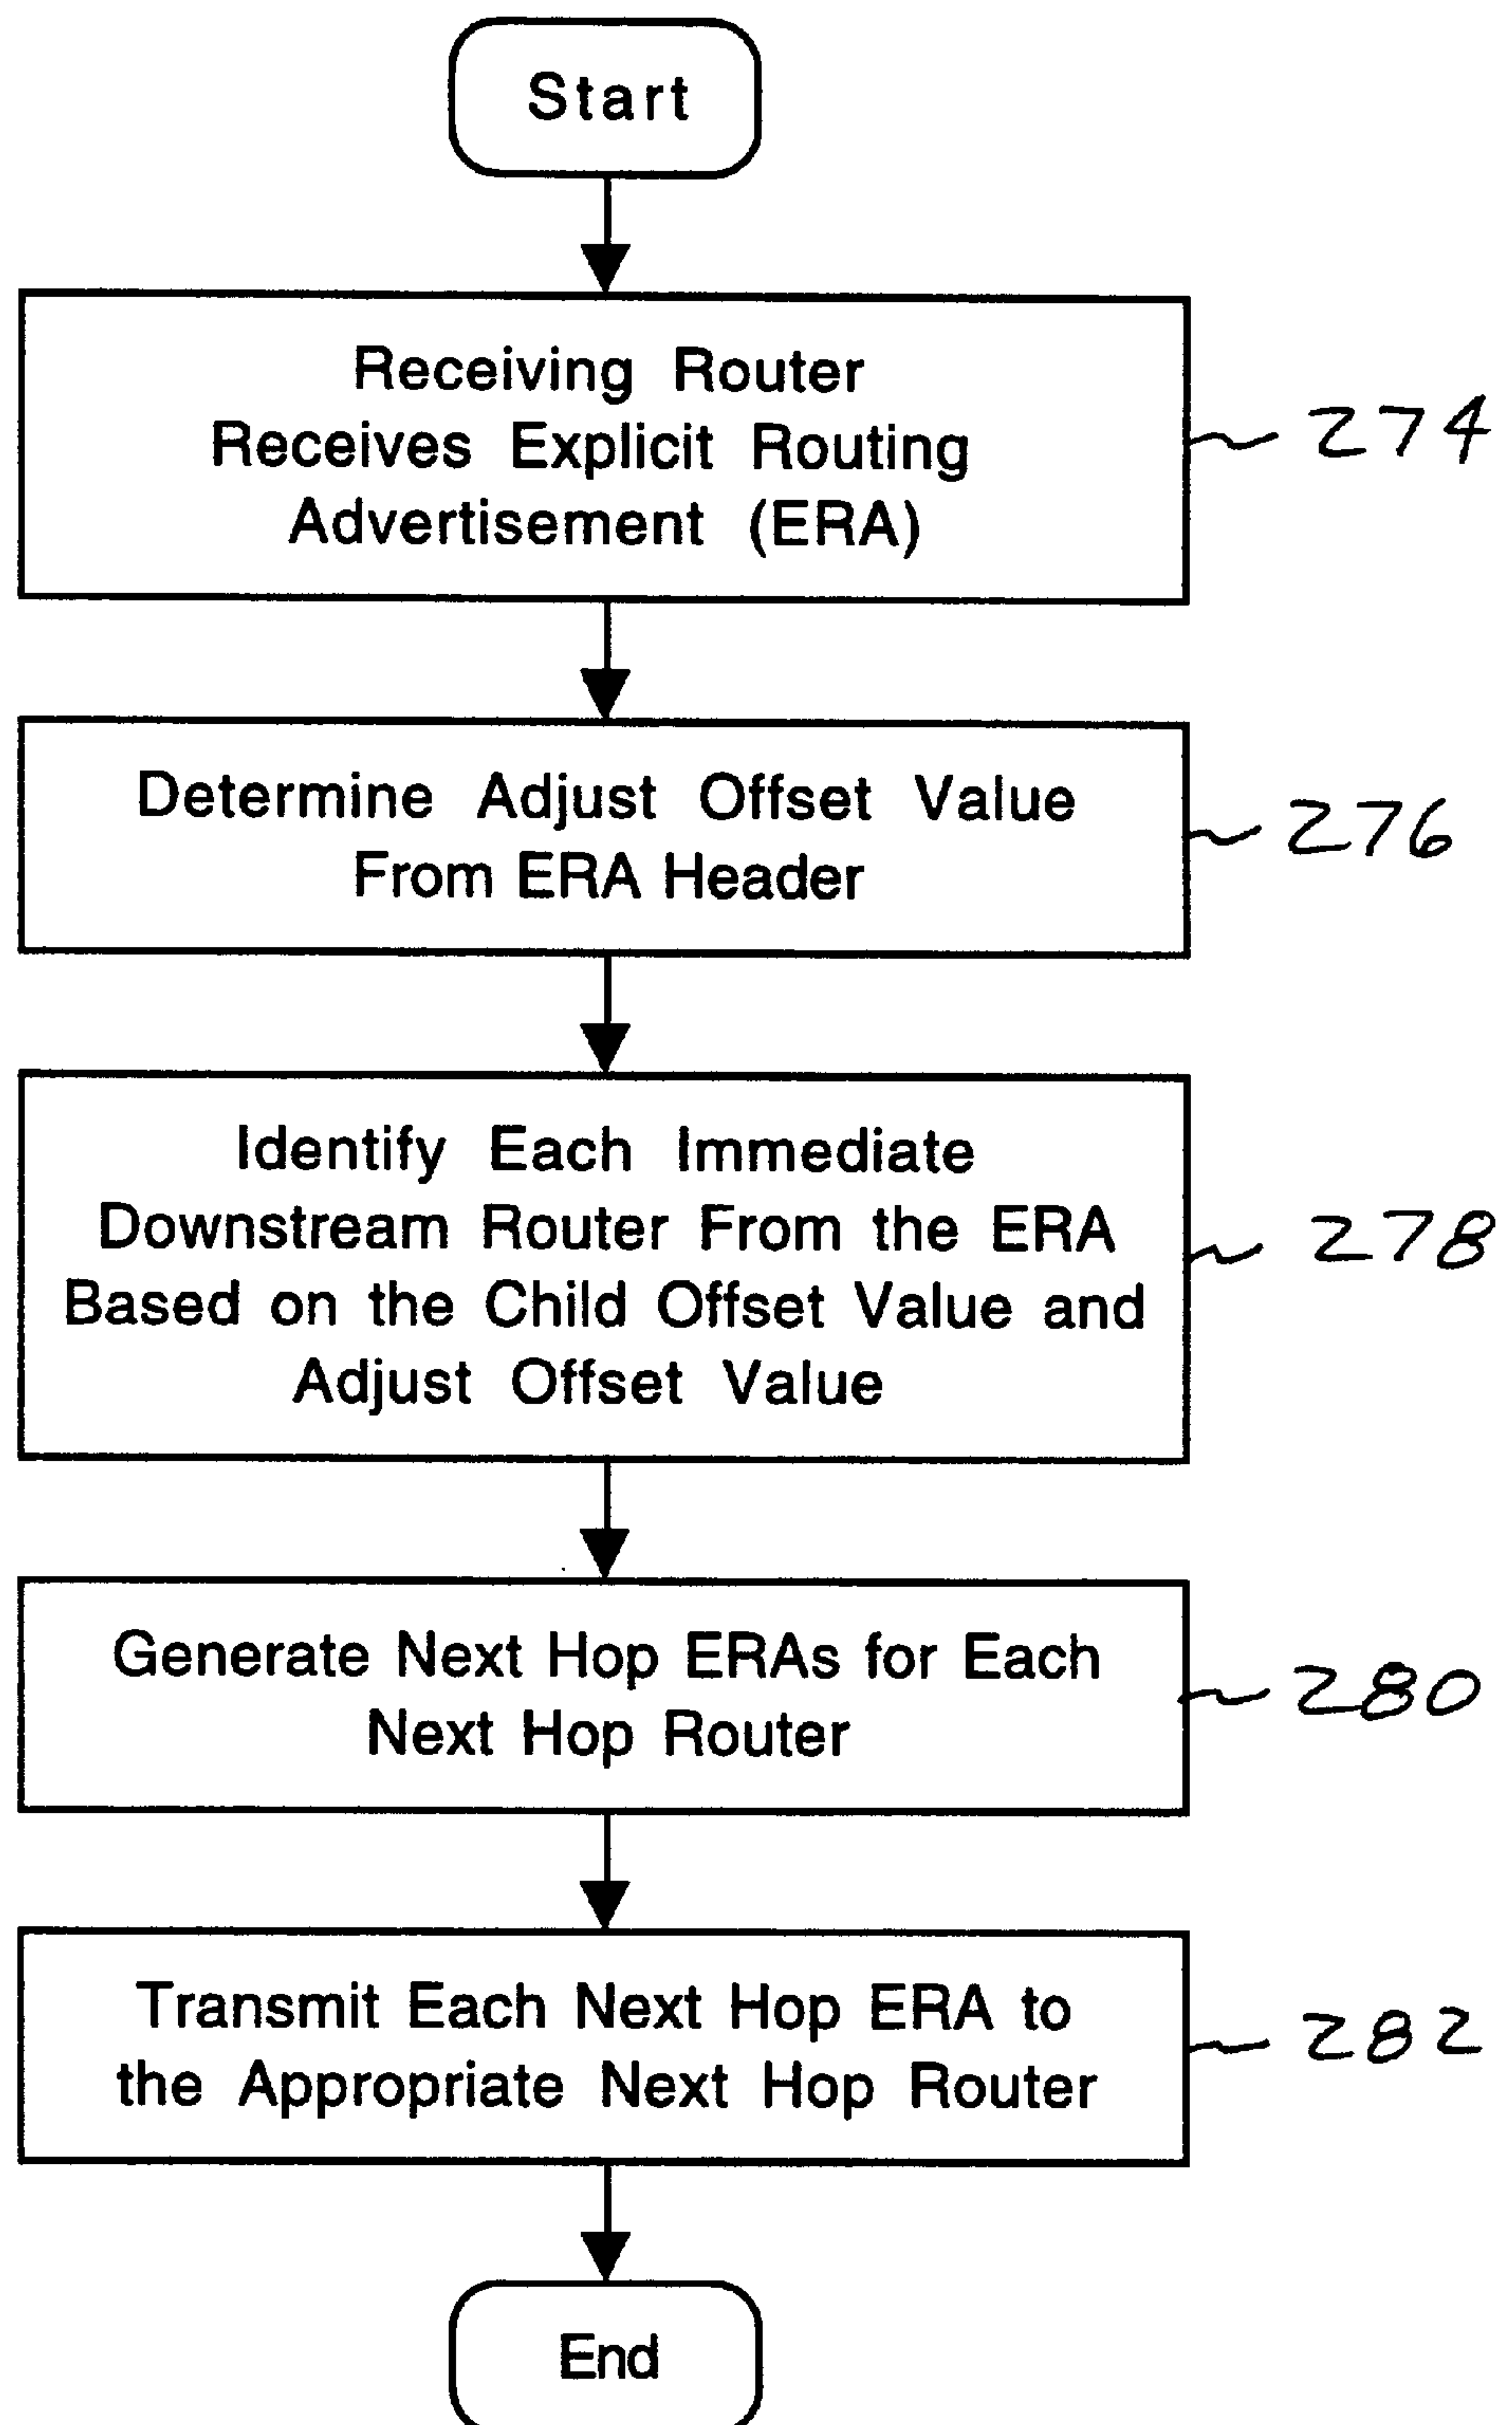 Start
Receiving Router
Receives Explicit Routing
Advertisement (ERA)
274
Determine Adjust Offset Value
From ERA Header
276
Identify Each Immediate
Downstream Router From the ERA
Based on the Child Offset Value and
Adjust Offset Value
278
Generate Next Hop ERAs for Each
Next Hop Router
280
Transmit Each Next Hop ERA to
the Appropriate Next Hop Router
282
End